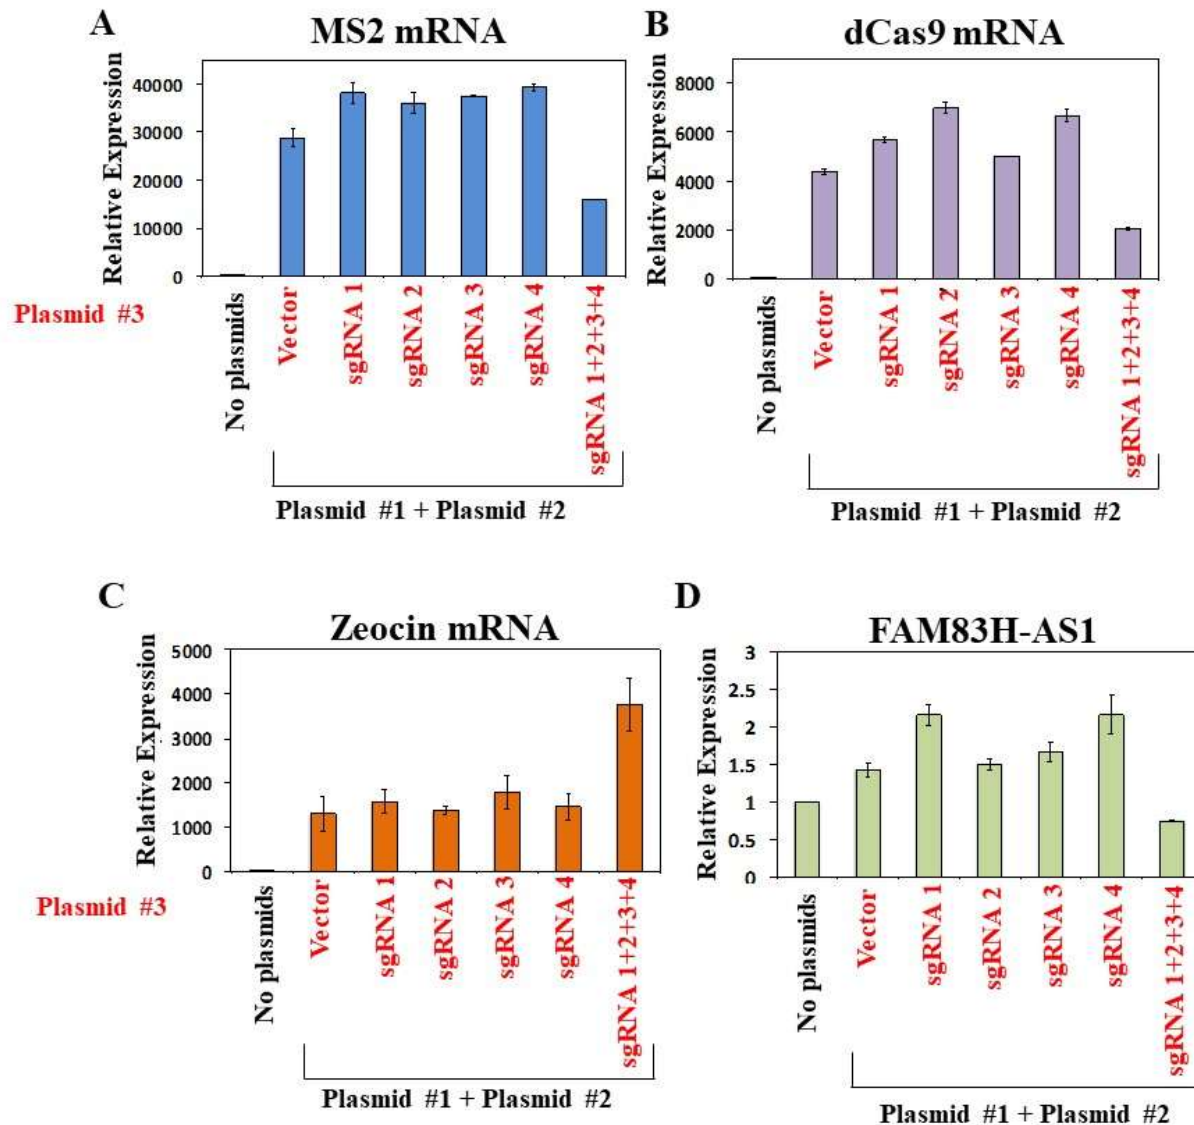 A
MS2 mRNA
Relative Expression
40000
30000
20000
10000
0
Plasmid #3
No plasmids
Vector
sgRNA 1
sgRNA 2
sgRNA 3
sgRNA 4
sgRNA 1+2+3+4
Plasmid #1 + Plasmid #2
B
dCas9 mRNA
Relative Expression
8000
6000
4000
2000
0
No plasmids
Vector
sgRNA 1
sgRNA 2
sgRNA 3
sgRNA 4
sgRNA 1+2+3+4
Plasmid #1 + Plasmid #2
C
Zeocin mRNA
Relative Expression
5000
4000
3000
2000
1000
0
Plasmid #3
No plasmids
Vector
sgRNA 1
sgRNA 2
sgRNA 3
sgRNA 4
sgRNA 1+2+3+4
Plasmid #1 + Plasmid #2
D
FAM83H-AS1
Relative Expression
3
2.5
2
1.5
1
0.5
0
No plasmids
Vector
sgRNA 1
sgRNA 2
sgRNA 3
sgRNA 4
sgRNA 1+2+3+4
Plasmid #1 + Plasmid #2